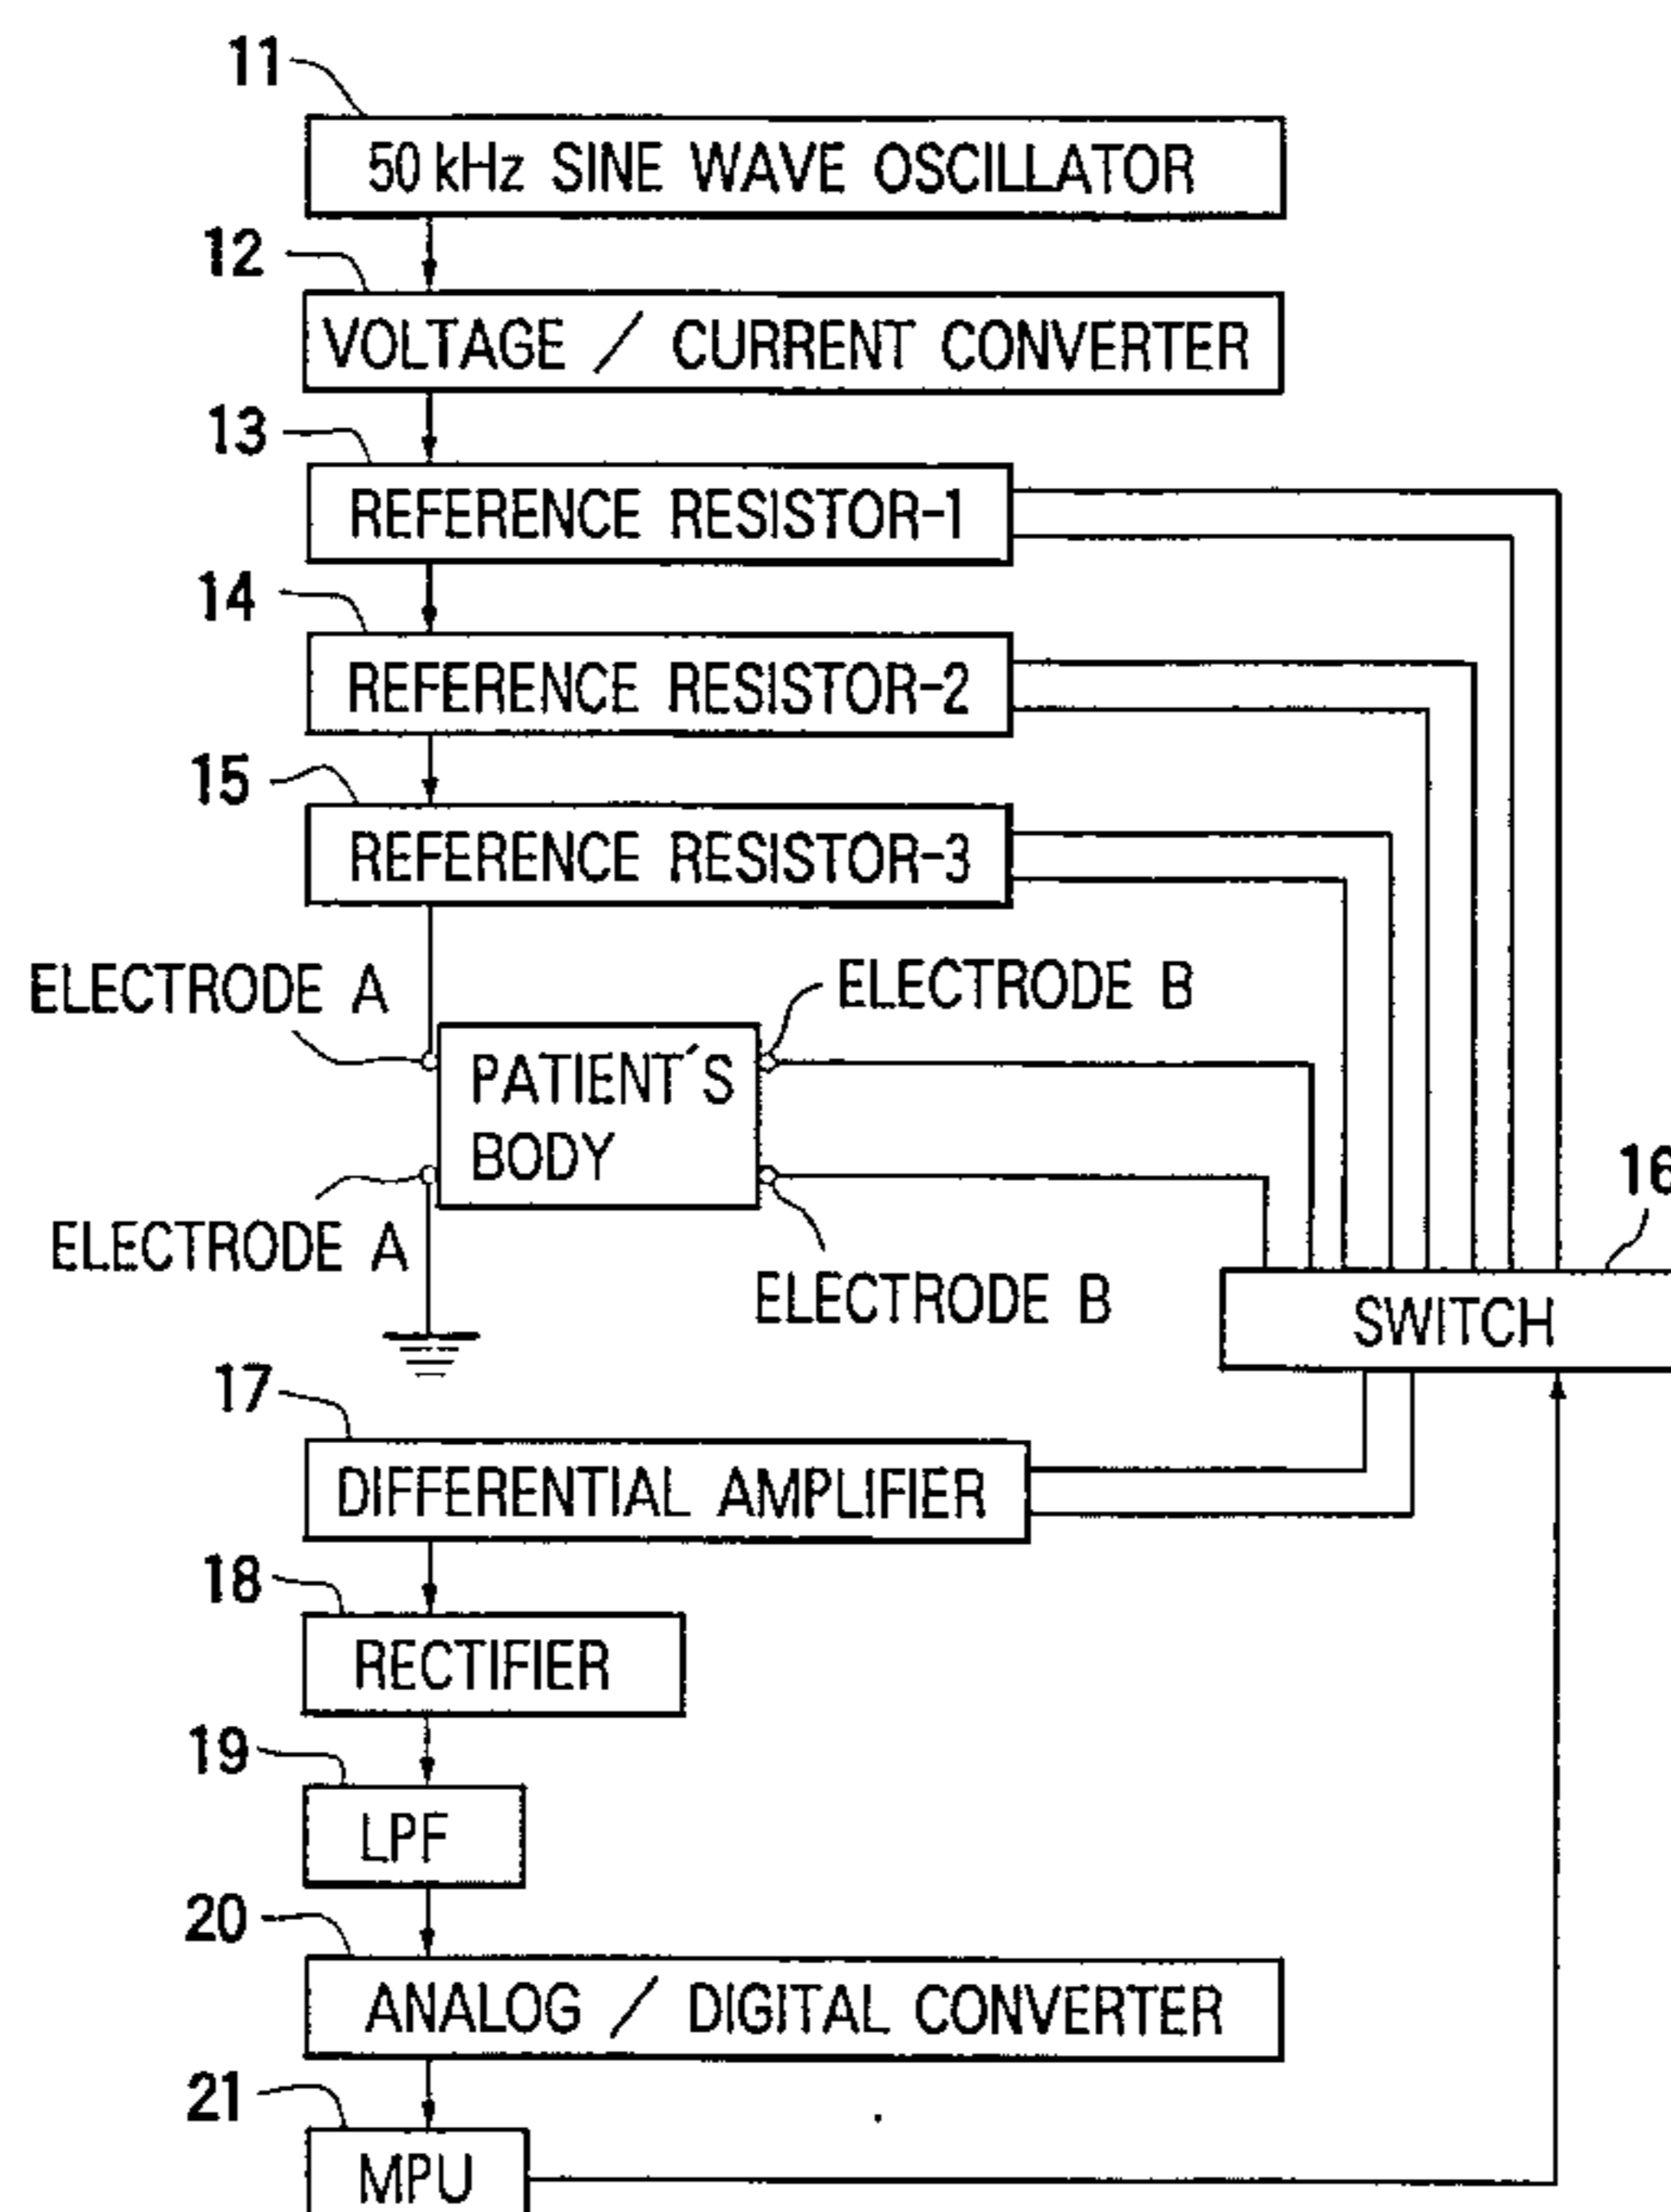 11
50 kHz SINE WAVE OSCILLATOR
12
VOLTAGE / CURRENT CONVERTER
13
REFERENCE RESISTOR-1
14
REFERENCE RESISTOR-2
15
REFERENCE RESISTOR-3
ELECTRODE A
ELECTRODE B
PATIENT´S
BODY
ELECTRODE A
ELECTRODE B
16
SWITCH
17
DIFFERENTIAL AMPLIFIER
18
RECTIFIER
19
LPF
20
ANALOG / DIGITAL CONVERTER
21
MPU